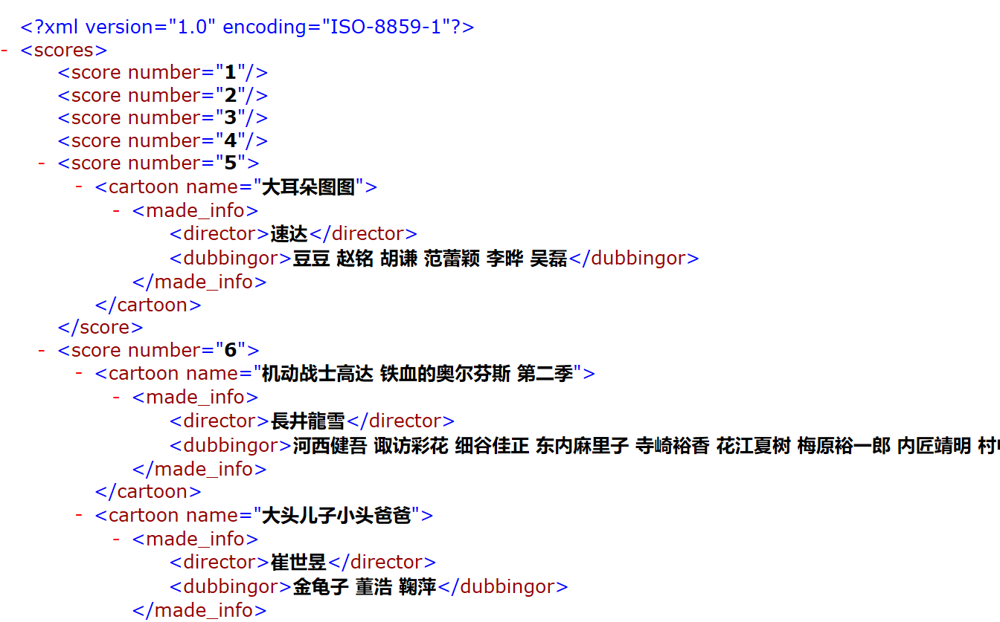 <?xml version="1.0" encoding="ISO-8859-1"?>
- <scores>
<score number="1"/>
<score number="2"/>
<score number="3"/>
<score number="4"/>
- <score number="5">
- <cartoon name="大耳朵图图">
- <made_info>
<director>速达</director>
<dubbingor>豆豆 赵铭 胡谦 范蕾颖 李晔 吴磊</dubbingor>
</made_info>
</cartoon>
</score>
- <score number="6">
- <cartoon name="机动战士高达 铁血的奥尔芬斯 第二季">
- <made_info>
<director>長井龍雪</director>
<dubbingor>河西健吾 诹访彩花 细谷佳正 东内麻里子 寺崎裕香 花江夏树 梅原裕一郎 内匠靖明 村
</made_info>
</cartoon>
- <cartoon name="大头儿子小头爸爸">
- <made_info>
<director>崔世昱</director>
<dubbingor>金龟子 董浩 鞠萍</dubbingor>
</made_info>